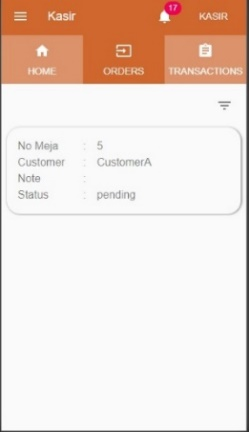 Kasir 17 KASIR
HOME ORDERS TRANSACTIONS
No Meja : 5
Customer : CustomerA
Note :
Status : pending